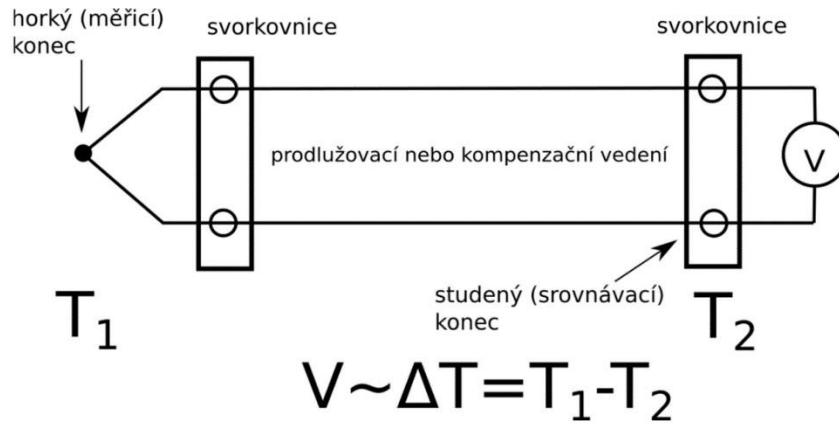 horký (měřicí)
konec
svorkovnice
svorkovnice
prodlužovací nebo kompenzační vedení
V
studený (srovnávací)
konec
T₁
T₂
V~ΔT=T₁-T₂